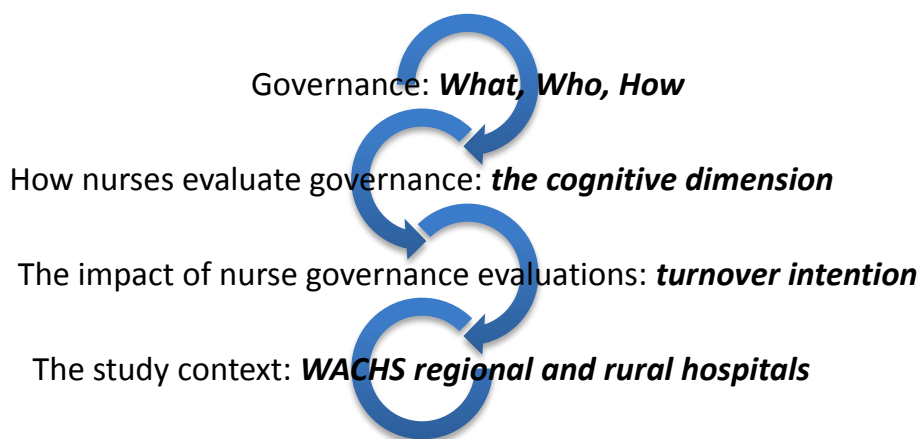 Governance: What, Who, How
How nurses evaluate governance: the cognitive dimension
The impact of nurse governance evaluations: turnover intention
The study context: WACHS regional and rural hospitals